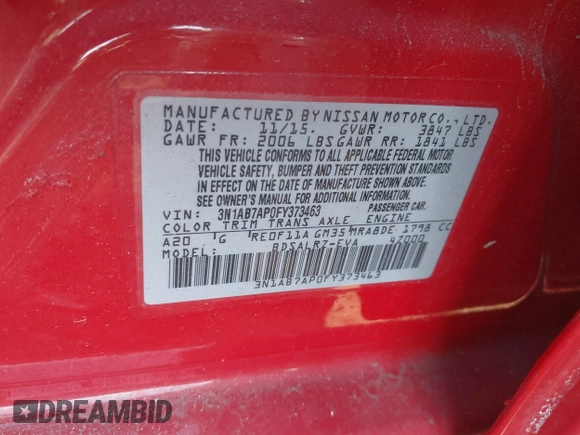 MANUFACTURED BY NISSAN MOTOR CO., LTD.
DATE: 11/15. GVWR: 3847 LBS
GAWR FR: 2006 LBS GAWR RR: 1841 LBS
THIS VEHICLE CONFORMS TO ALL APPLICABLE FEDERAL MOTOR
VEHICLE SAFETY, BUMPER AND THEFT PREVENTION STANDARDS
IN EFFECT ON THE DATE OF MANUFACTURE SHOWN ABOVE.
SEE OWNER'S MANUAL FOR ADDITIONAL INFORMATION.
VIN: 3N1AB7AP0FY373463 PASSENGER CAR
COLOR TRIM TRANS AXLE ENGINE
A20 G RE0F11A GM35 MRA8DE 1798 CC
MODEL: BDSALRZ-EVA 47000
3N1AB7AP0FY373463
DREAMBID